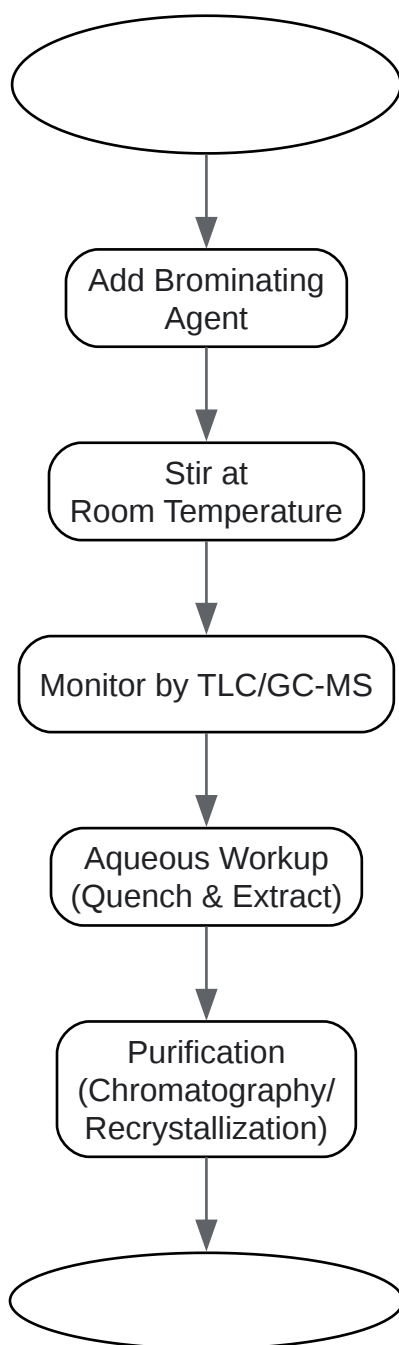 Add Brominating
Agent
Stir at
Room Temperature
Monitor by TLC/GC-MS
Aqueous Workup
(Quench & Extract)
Purification
(Chromatography/
Recrystallization)